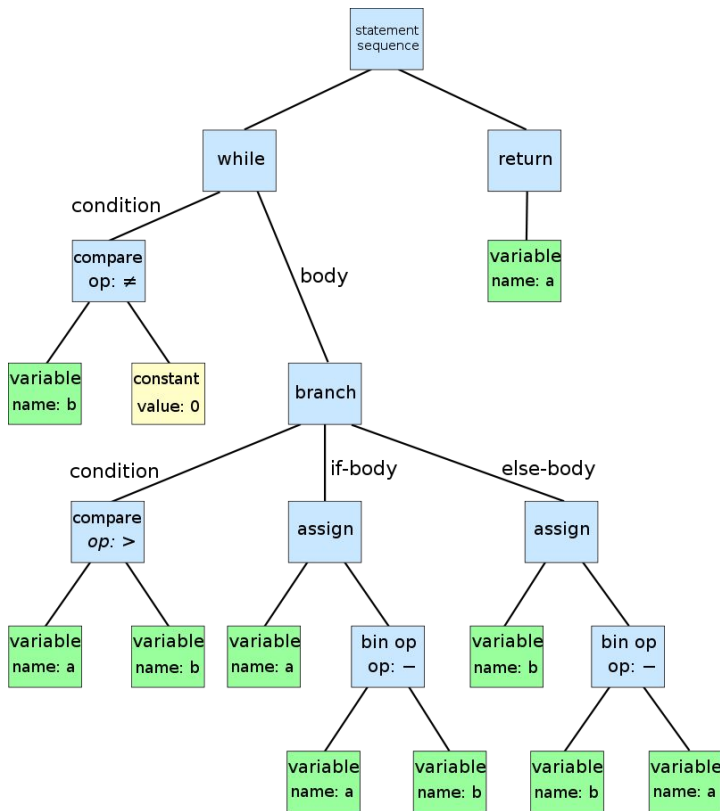 statement
sequence
while
return
condition
compare
op: ≠
body
variable
name: a
variable
name: b
constant
value: 0
branch
condition
if-body
else-body
compare
op: >
assign
assign
variable
name: a
variable
name: b
variable
name: a
bin op
op: −
variable
name: b
bin op
op: −
variable
name: a
variable
name: b
variable
name: b
variable
name: a